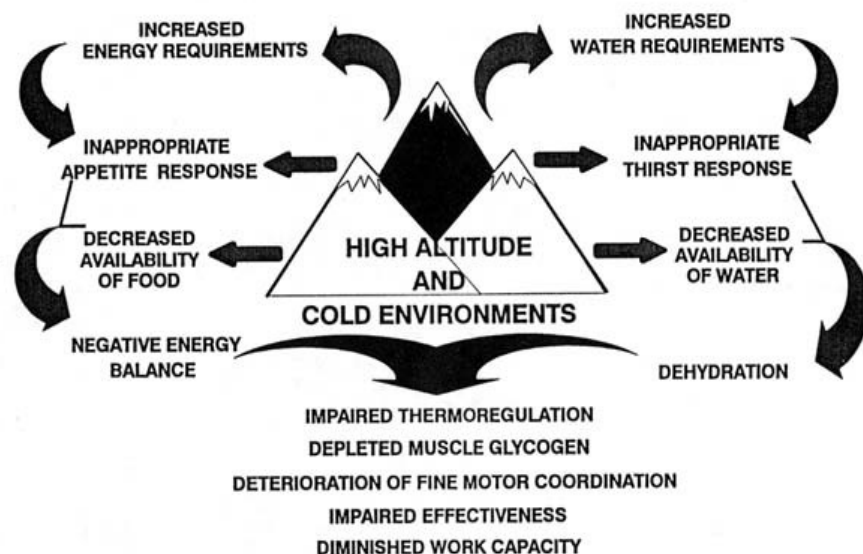 INCREASED
ENERGY REQUIREMENTS
INCREASED
WATER REQUIREMENTS
INAPPROPRIATE
APPETITE RESPONSE
INAPPROPRIATE
THIRST RESPONSE
DECREASED
AVAILABILITY
OF FOOD
HIGH ALTITUDE
AND
COLD ENVIRONMENTS
DECREASED
AVAILABILITY
OF WATER
NEGATIVE ENERGY
BALANCE
DEHYDRATION
IMPAIRED THERMOREGULATION
DEPLETED MUSCLE GLYCOGEN
DETERIORATION OF FINE MOTOR COORDINATION
IMPAIRED EFFECTIVENESS
DIMINISHED WORK CAPACITY